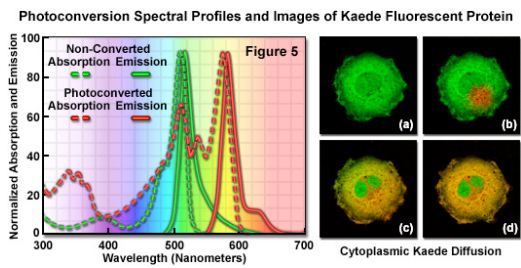 Photoconversion Spectral Profiles and Images of Kaede Fluorescent Protein
Normalized Absorption and Emission
100
80
60
40
20
0
Non-Converted
Absorption Emission
Photoconverted
Absorption Emission
Figure 5
300 400 500 600 700
Wavelength (Nanometers)
(a)
(b)
(c)
(d)
Cytoplasmic Kaede Diffusion